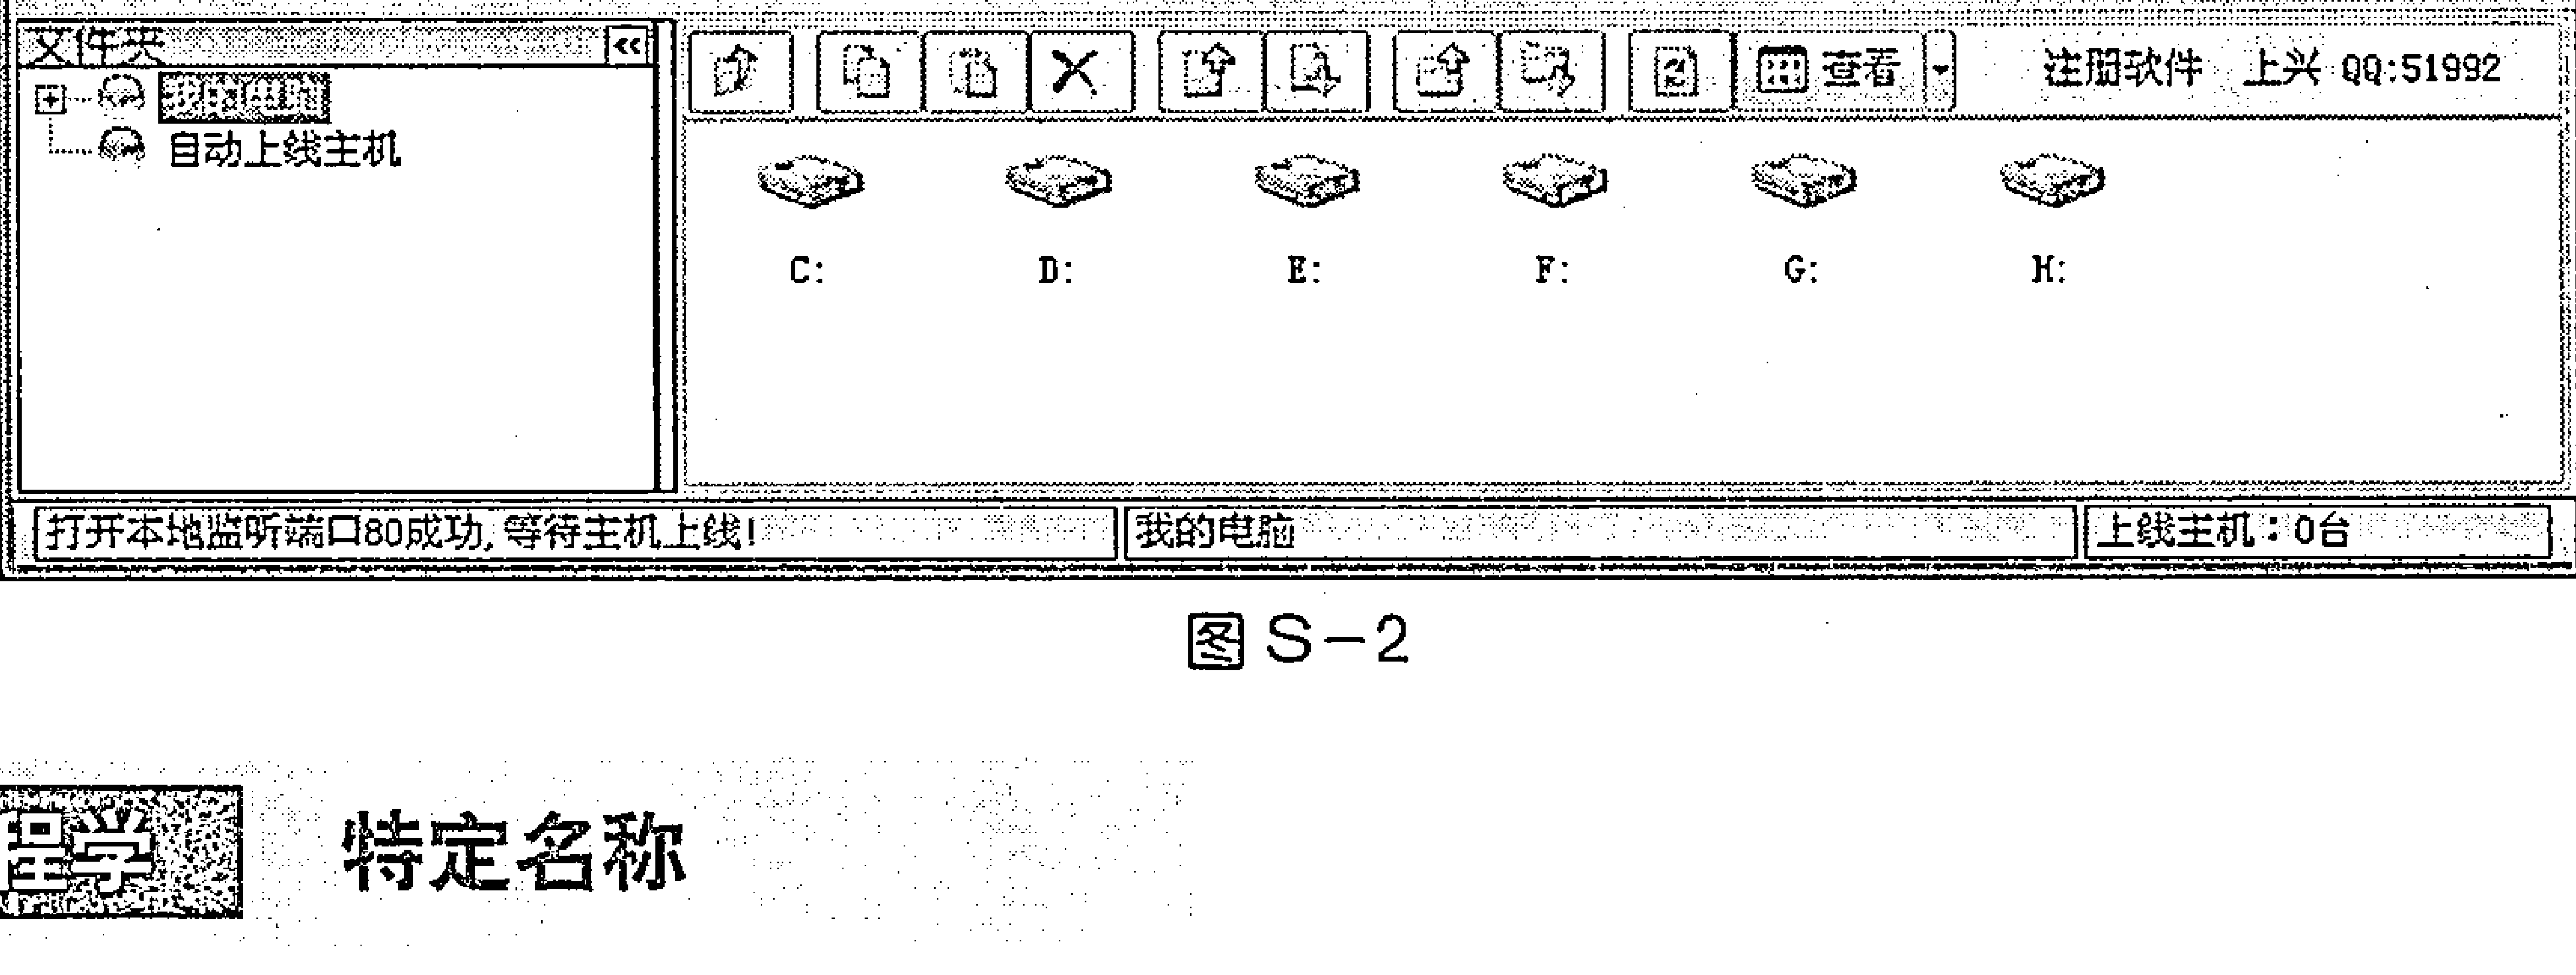 文件夹
我的电脑
自动上线主机
查看 注册软件 上兴 QQ:51992
C: D: E: F: G: H:
打开本地监听端口80成功,等待主机上线! 我的电脑 上线主机：0台
图 S－2
学 特定名称